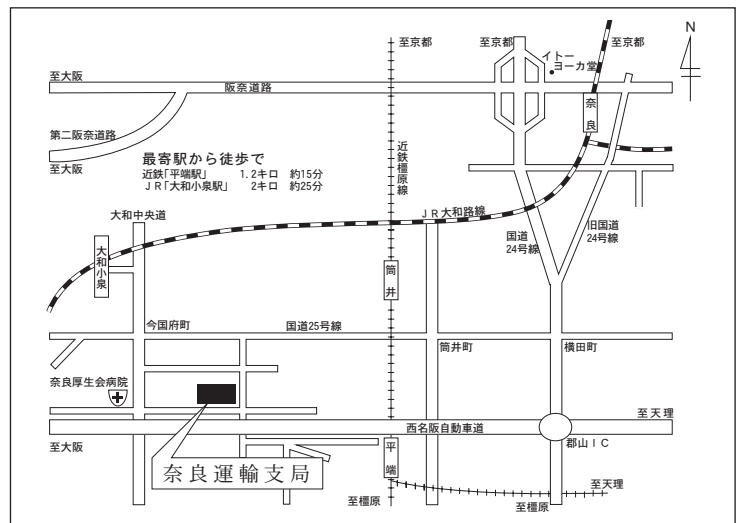 至京都
至京都
イトー
ヨーカ堂
至京都
N
至大阪
阪奈道路
奈良
第二阪奈道路
至大阪
最寄駅から徒歩で
近鉄「平端駅」 1.2キロ 約15分
JR「大和小泉駅」 2キロ 約25分
近鉄橿原線
大和中央道
JR大和路線
国道
24号線
旧国道
24号線
大和小泉
筒井
今国府町
国道25号線
筒井町
横田町
奈良厚生会病院
至天理
西名阪自動車道
至大阪
平端
郡山IC
奈良運輸支局
至天理
至橿原
至橿原